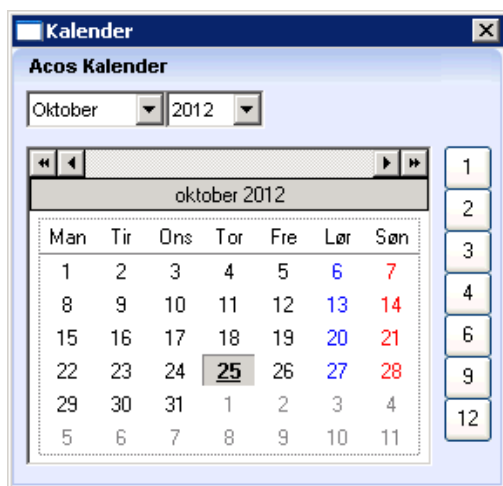 Kalender
Acos Kalender
Oktober 2012
oktober 2012
Man Tir Ons Tor Fre Lør Søn
1 2 3 4 5 6 7
8 9 10 11 12 13 14
15 16 17 18 19 20 21
22 23 24 25 26 27 28
29 30 31 1 2 3 4
5 6 7 8 9 10 11
1
2
3
4
6
9
12